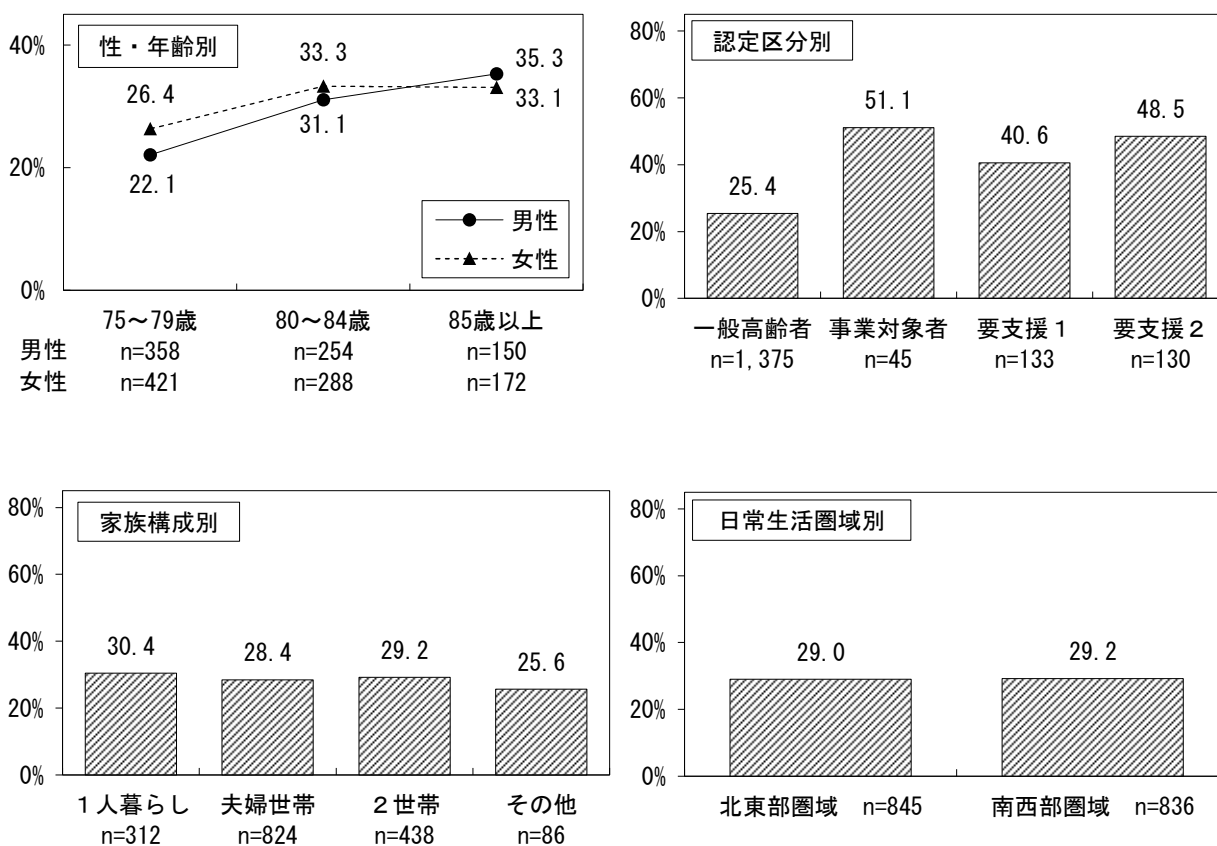 性・年齢別
40%
20%
0%
26.4
33.3
35.3
22.1
31.1
33.1
男性
女性
75～79歳 80～84歳 85歳以上
男性 n=358 n=254 n=150
女性 n=421 n=288 n=172
認定区分別
80%
60%
40%
20%
0%
25.4
51.1
40.6
48.5
一般高齢者 事業対象者 要支援１ 要支援２
n=1,375 n=45 n=133 n=130
家族構成別
80%
60%
40%
20%
0%
30.4
28.4
29.2
25.6
１人暮らし 夫婦世帯 ２世帯 その他
n=312 n=824 n=438 n=86
日常生活圏域別
80%
60%
40%
20%
0%
29.0
29.2
北東部圏域 n=845 南西部圏域 n=836